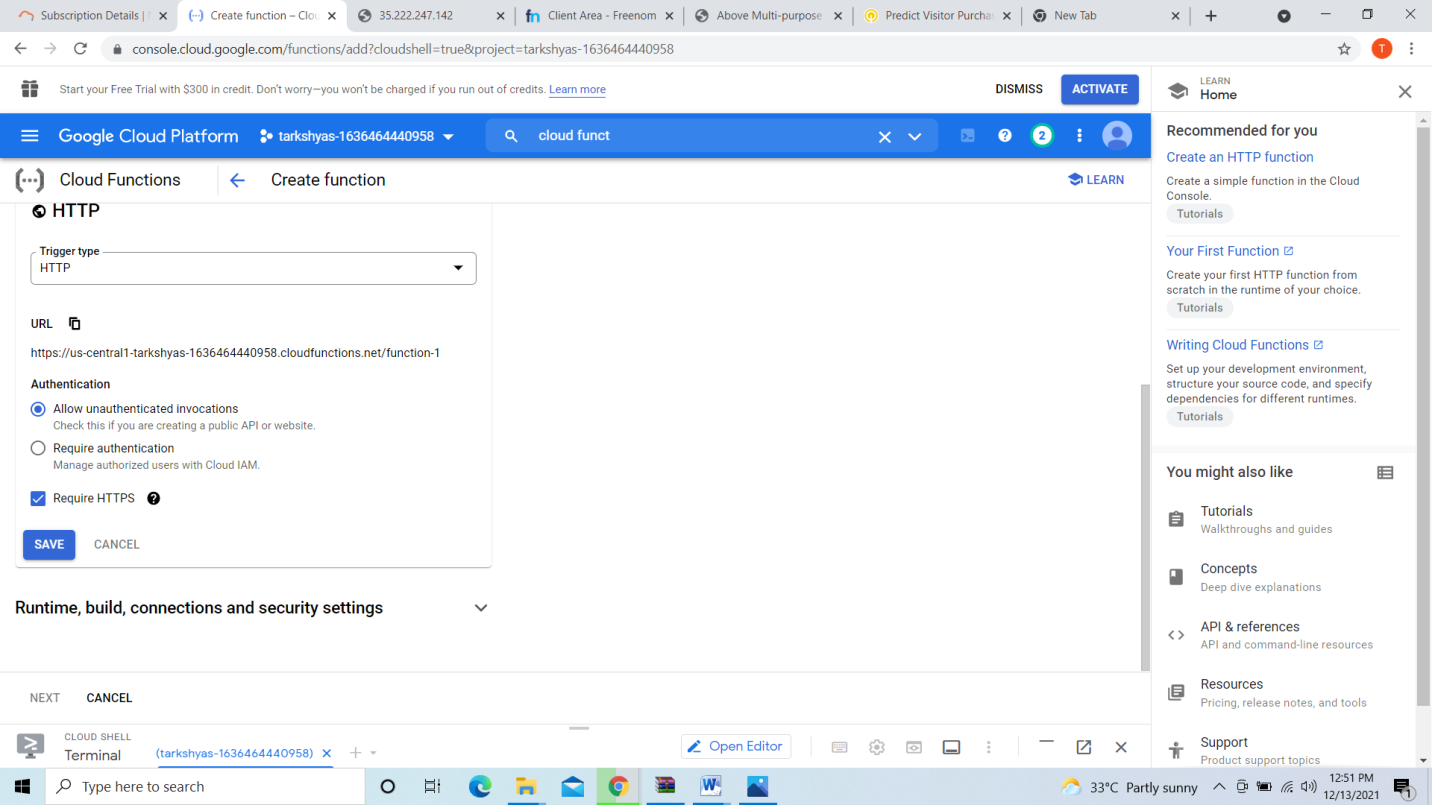 Subscription Details |
Create function – Clou
35.222.247.142
Client Area - Freenom
Above Multi-purpose
Predict Visitor Purcha
New Tab
console.cloud.google.com/functions/add?cloudshell=true&project=tarkshyas-1636464440958
T
Start your Free Trial with $300 in credit. Don't worry—you won't be charged if you run out of credits. Learn more
DISMISS
ACTIVATE
Google Cloud Platform
tarkshyas-1636464440958
cloud funct
2
Cloud Functions
Create function
LEARN
HTTP
Trigger type
HTTP
URL
https://us-central1-tarkshyas-1636464440958.cloudfunctions.net/function-1
Authentication
Allow unauthenticated invocations
Check this if you are creating a public API or website.
Require authentication
Manage authorized users with Cloud IAM.
Require HTTPS
SAVE
CANCEL
Runtime, build, connections and security settings
NEXT
CANCEL
CLOUD SHELL
Terminal
(tarkshyas-1636464440958)
Open Editor
LEARN
Home
Recommended for you
Create an HTTP function
Create a simple function in the Cloud
Console.
Tutorials
Your First Function
Create your first HTTP function from
scratch in the runtime of your choice.
Tutorials
Writing Cloud Functions
Set up your development environment,
structure your source code, and specify
dependencies for different runtimes.
Tutorials
You might also like
Tutorials
Walkthroughs and guides
Concepts
Deep dive explanations
API & references
API and command-line resources
Resources
Pricing, release notes, and tools
Support
Product support topics
Type here to search
33°C Partly sunny
12:51 PM
12/13/2021
1